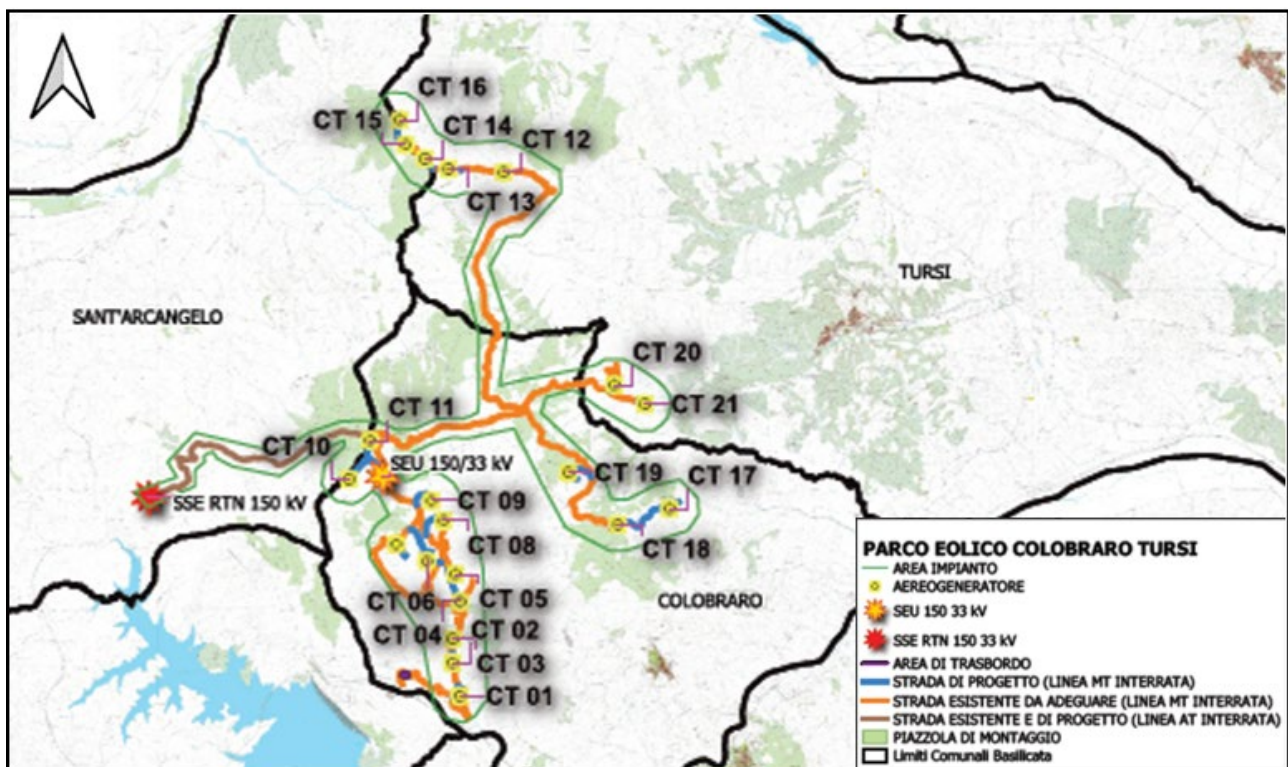 CT 16
CT 15
CT 14
CT 12
CT 13
TURSI
SANT'ARCANGELO
CT 20
CT 21
CT 11
CT 10
SEU 150/33 kV
CT 19
CT 17
SSE RTN 150 kV
CT 09
CT 08
CT 18
CT 06
CT 05
COLOBRARO
CT 04
CT 02
CT 03
CT 01
PARCO EOLICO COLOBRARO TURSI
AREA IMPIANTO
AEREOGENERATORE
SEU 150 33 kV
SSE RTN 150 33 kV
AREA DI TRASBORDO
STRADA DI PROGETTO (LINEA MT INTERRATA)
STRADA ESISTENTE DA ADEGUARE (LINEA MT INTERRATA)
STRADA ESISTENTE E DI PROGETTO (LINEA AT INTERRATA)
PIAZZOLA DI MONTAGGIO
Limiti Comunali Basilicata